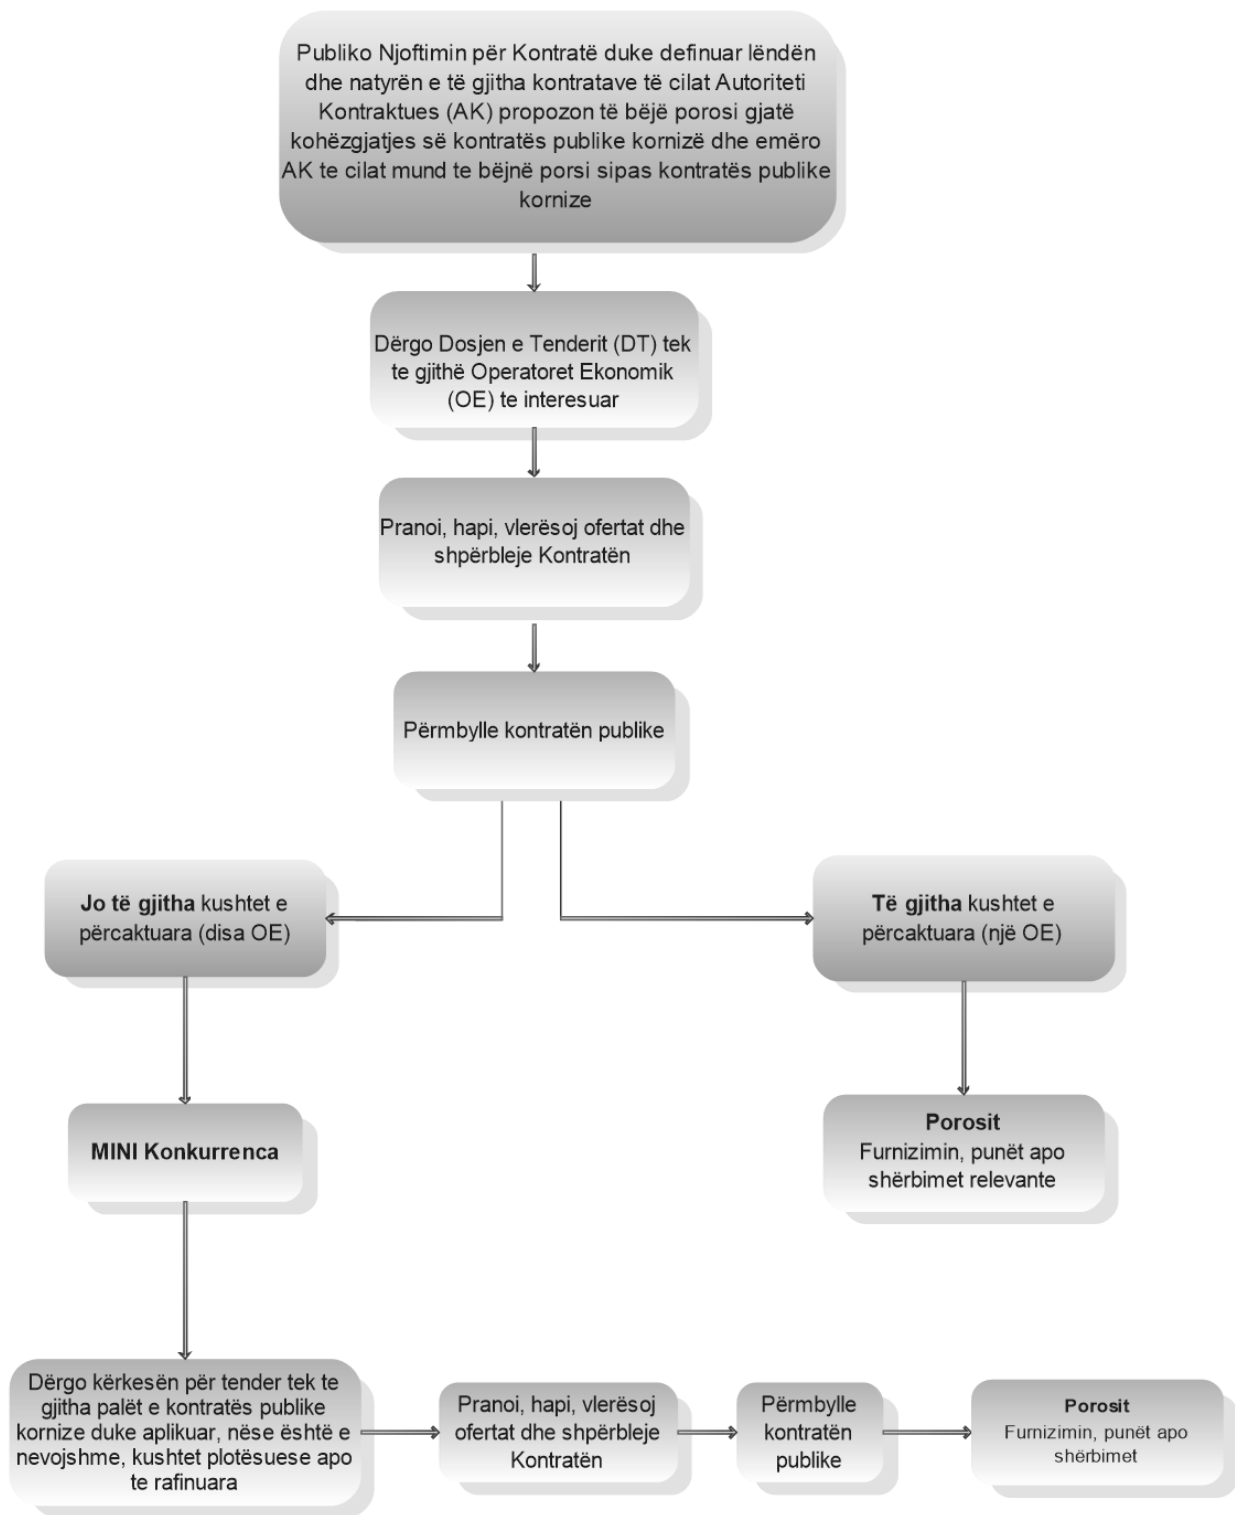 Publiko Njoftimin për Kontratë duke definuar lëndën
dhe natyrën e të gjitha kontratave të cilat Autoriteti
Kontraktues (AK) propozon të bëjë porosi gjatë
kohëzgjatjes së kontratës publike kornizë dhe emëro
AK te cilat mund te bëjnë porsi sipas kontratës publike
kornize
Dërgo Dosjen e Tenderit (DT) tek
te gjithë Operatoret Ekonomik
(OE) te interesuar
Pranoi, hapi, vlerësoj ofertat dhe
shpërbleje Kontratën
Përmbylle kontratën publike
Jo të gjitha kushtet e
përcaktuara (disa OE)
Të gjitha kushtet e
përcaktuara (një OE)
MINI Konkurrenca
Porosit
Furnizimin, punët apo
shërbimet relevante
Dërgo kërkesën për tender tek te
gjitha palët e kontratës publike
kornize duke aplikuar, nëse është e
nevojshme, kushtet plotësuese apo
te rafinuara
Pranoi, hapi, vlerësoj
ofertat dhe shpërbleje
Kontratën
Përmbylle
kontratën
publike
Porosit
Furnizimin, punët apo
shërbimet